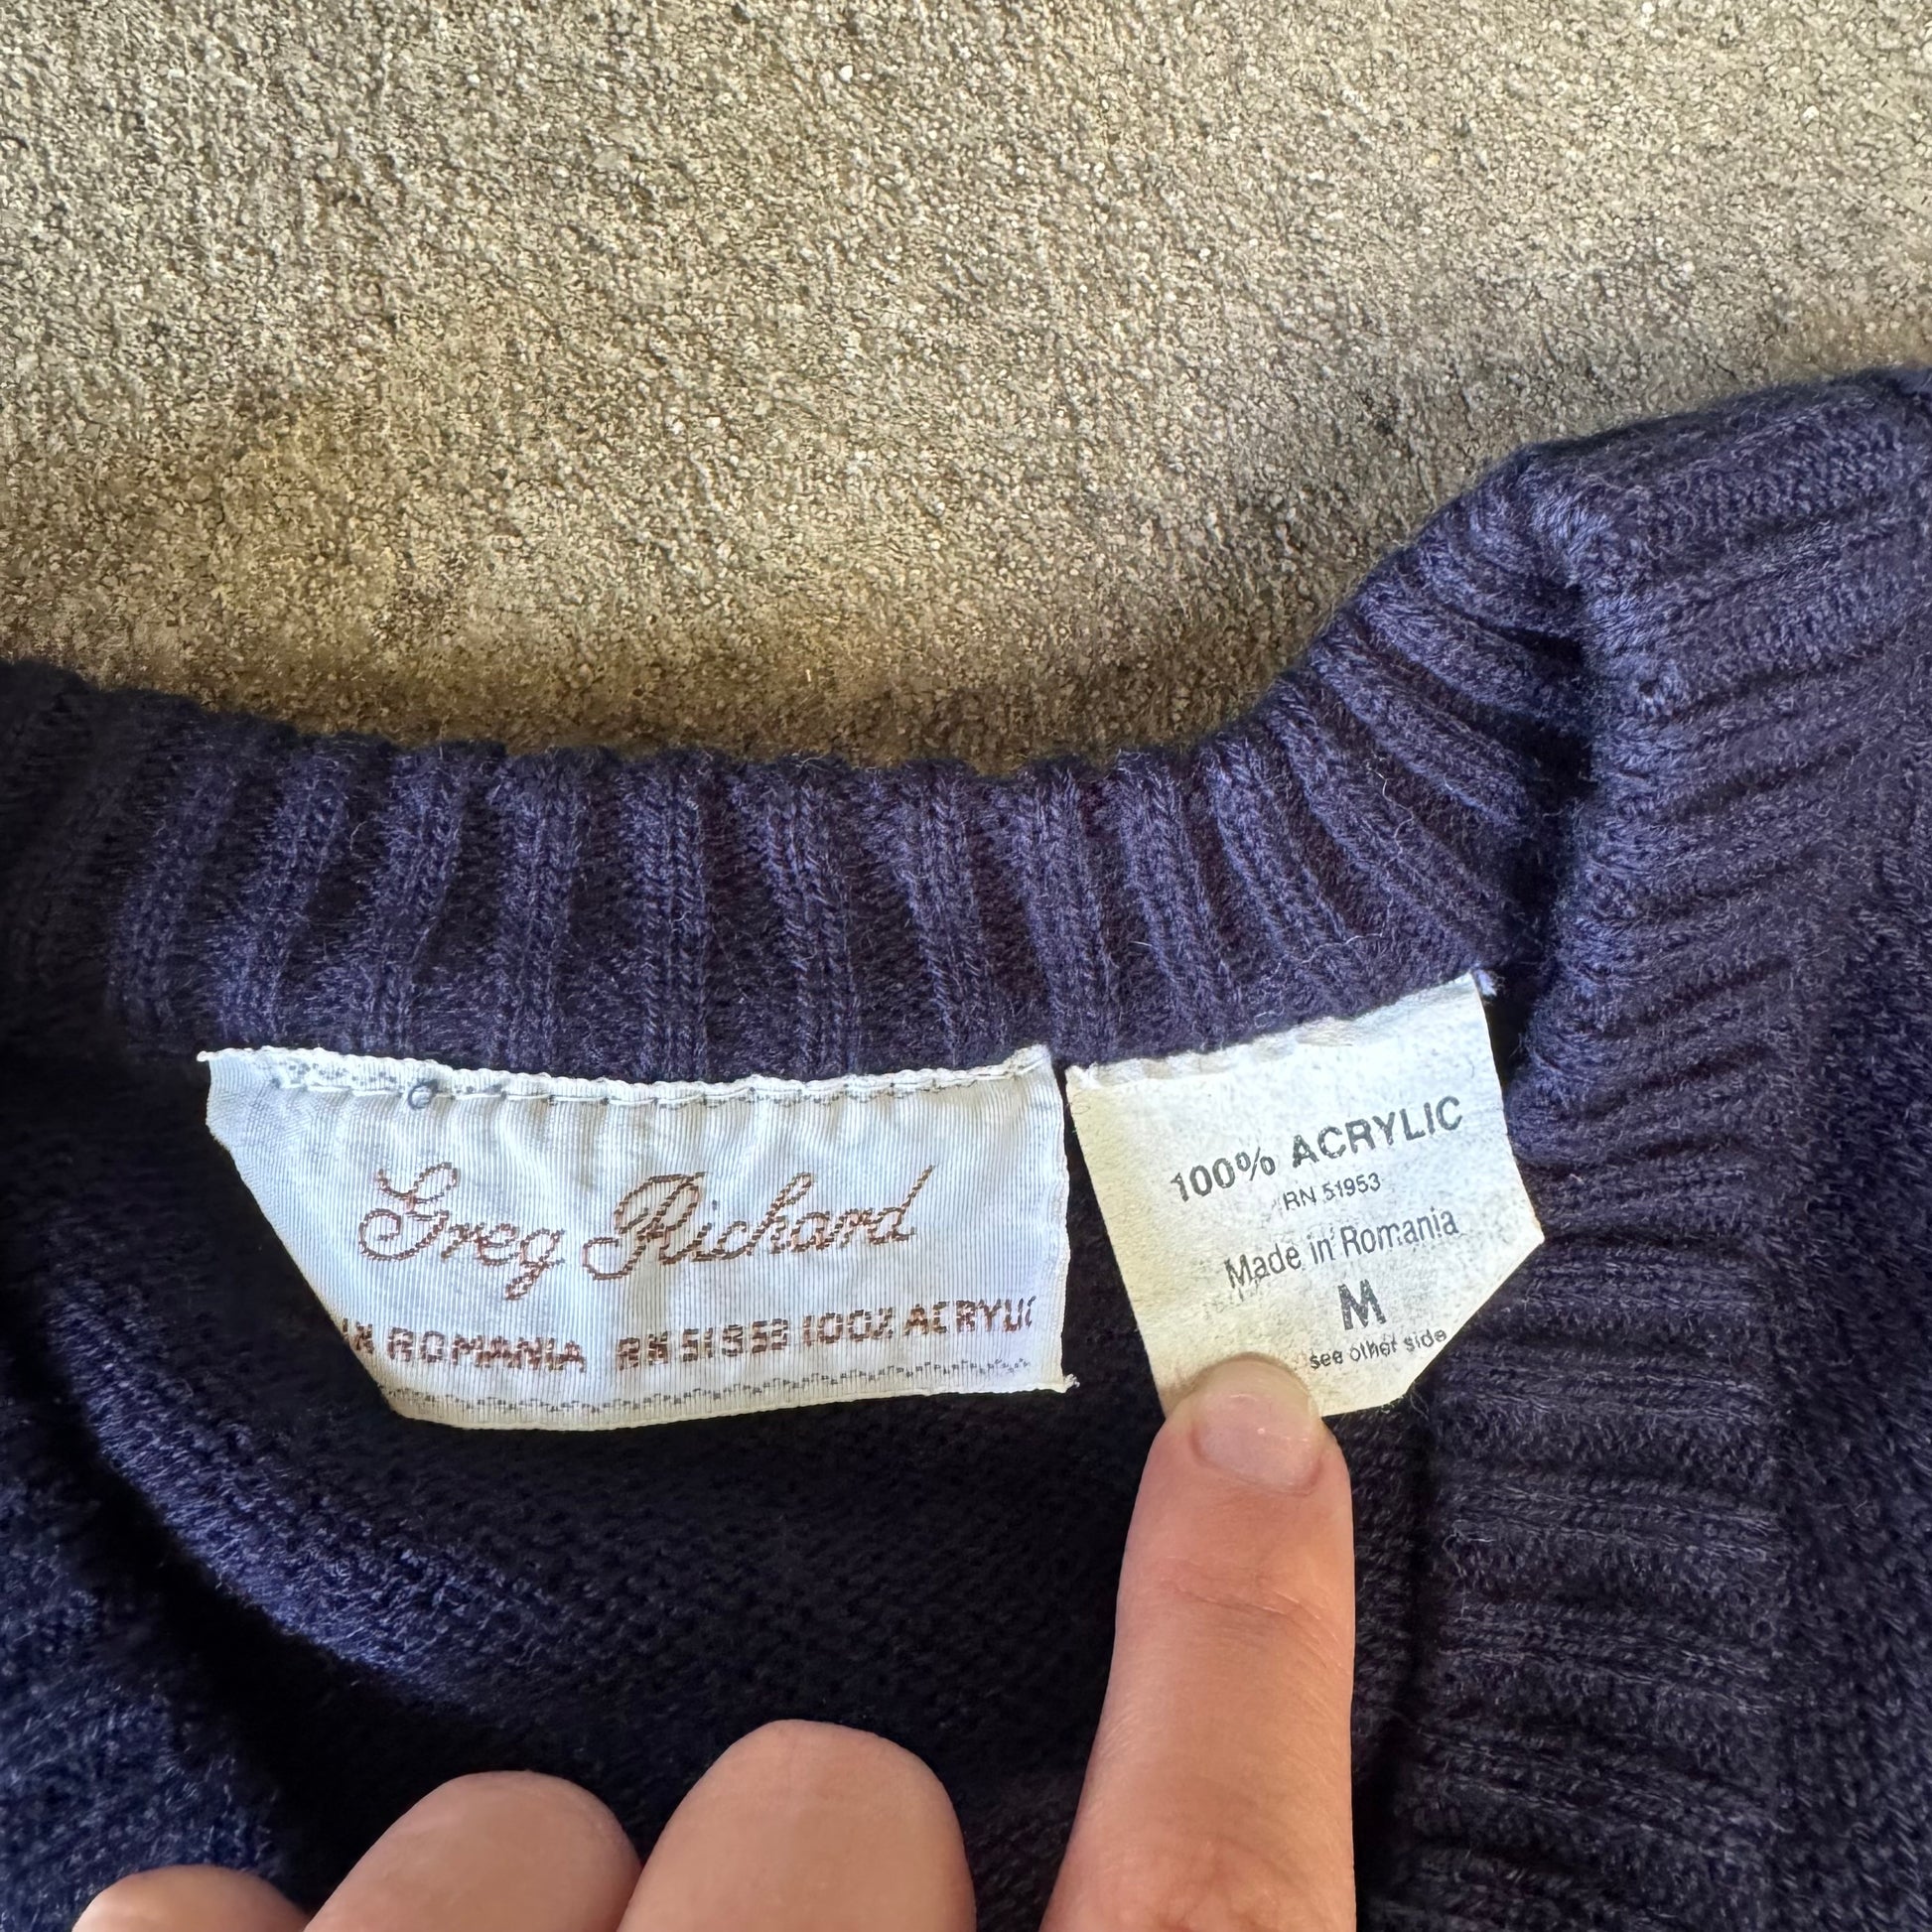 Greg Richard
ROMANIA RN 51953 100% ACRYLIC
100% ACRYLIC
RN 51953
Made in Romania
M
see other side